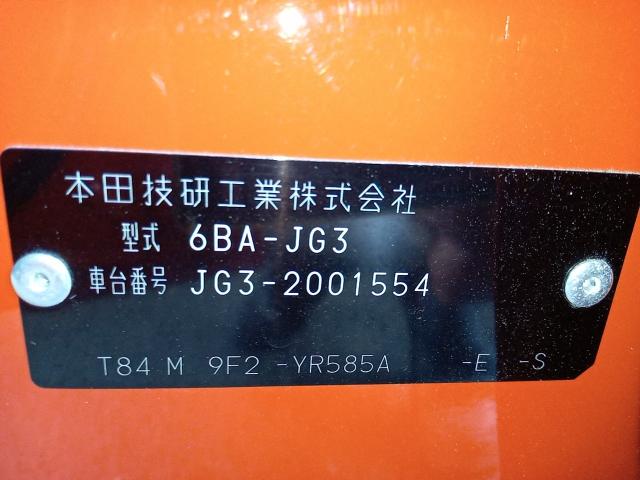 本田技研工業株式会社
型式 6BA-JG3
車台番号 JG3-2001554
T84 M 9F2 -YR585A -E -S